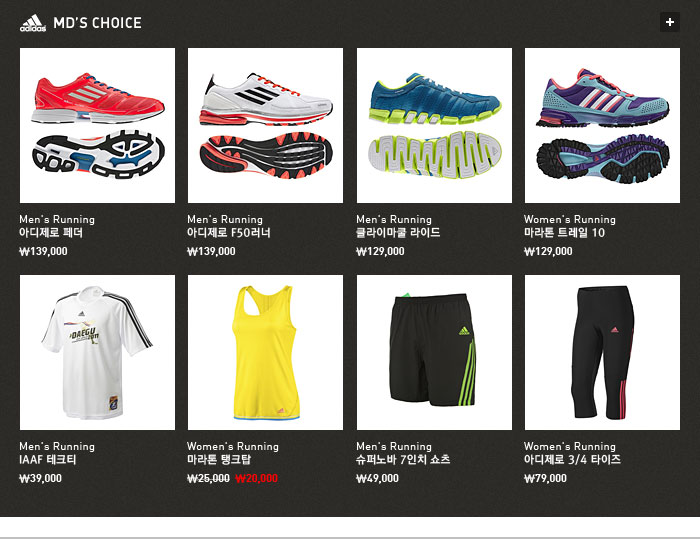 adidas MD'S CHOICE
Men's Running
아디제로 페더
₩139,000
Men's Running
아디제로 F50러너
₩139,000
Men's Running
클라이마쿨 라이드
₩129,000
Women's Running
마라톤 트레일 10
₩129,000
adidas
DAEGU
2011
Men's Running
IAAF 테크티
₩39,000
Women's Running
마라톤 탱크탑
₩25,000 ₩20,000
Men's Running
슈퍼노바 7인치 쇼츠
₩49,000
Women's Running
아디제로 3/4 타이즈
₩79,000